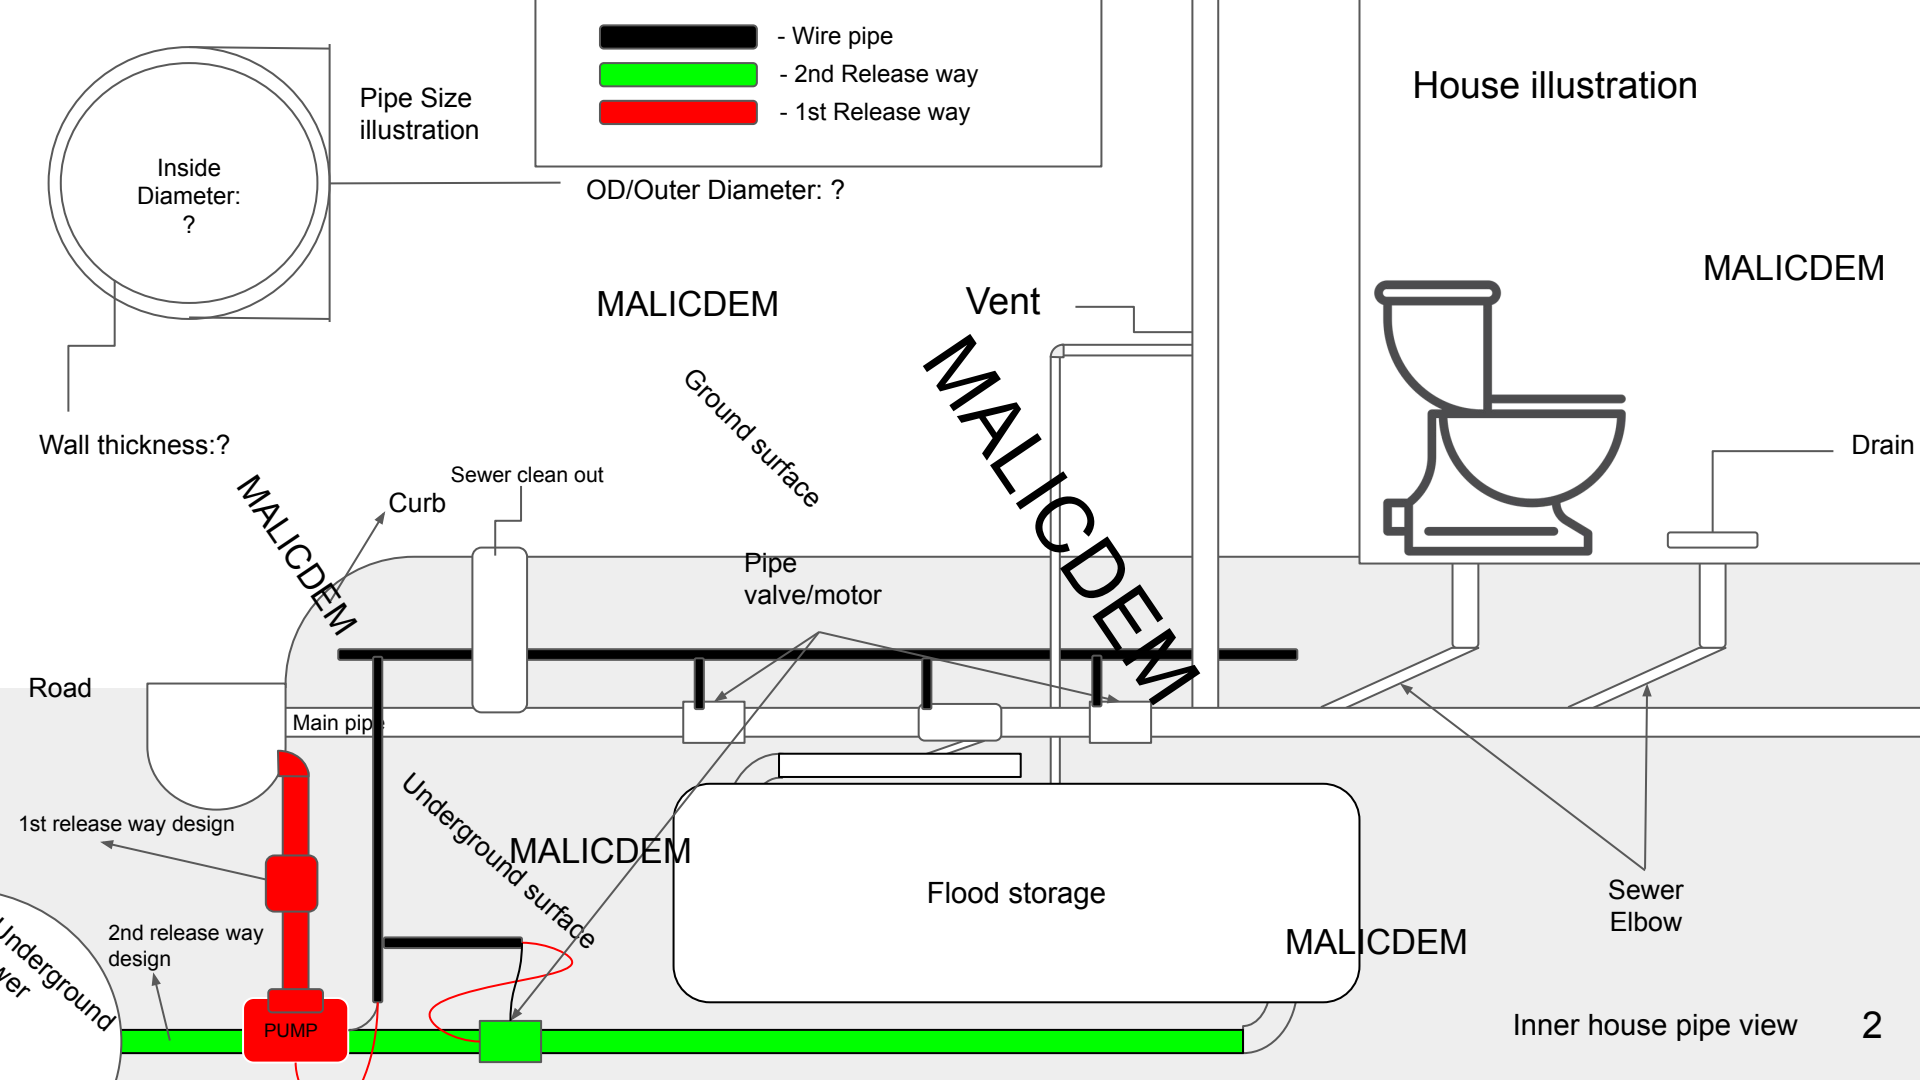 - Wire pipe
- 2nd Release way
- 1st Release way
House illustration
Pipe Size
illustration
Inside
Diameter:
?
OD/Outer Diameter: ?
MALICDEM
MALICDEM
Vent
Ground surface
MALICDEM
Wall thickness:?
Drain
MALICDEM
Sewer clean out
Curb
Pipe
valve/motor
Road
Main pipe
1st release way design
Underground surface
MALICDEM
Flood storage
Sewer
Elbow
2nd release way
design
MALICDEM
Underground
PUMP
Inner house pipe view
2